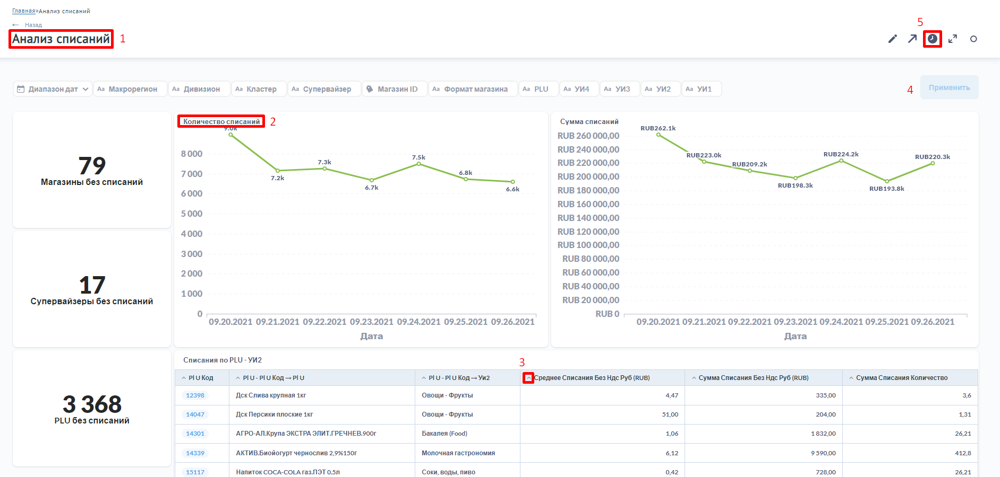 Главная»Анализ списаний
← Назад
Анализ списаний 1
5
Диапазон дат
Aa Макрорегион
Aa Дивизион
Aa Кластер
Aa Супервайзер
Магазин ID
Aa Формат магазина
Aa PLU
Aa УИ4
Aa УИ3
Aa УИ2
Aa УИ1
4
Применить
79
Магазины без списаний
17
Супервайзеры без списаний
3 368
PLU без списаний
Количество списаний 2
9.0k
7.2k
7.3k
6.7k
7.5k
6.8k
6.6k
8 000
7 000
6 000
5 000
4 000
3 000
2 000
1 000
0
09.20.2021 09.21.2021 09.22.2021 09.23.2021 09.24.2021 09.25.2021 09.26.2021
Дата
Сумма списаний
RUB262.1k
RUB223.0k
RUB209.2k
RUB198.3k
RUB224.2k
RUB193.8k
RUB220.3k
RUB 260 000,00
RUB 240 000,00
RUB 220 000,00
RUB 200 000,00
RUB 180 000,00
RUB 160 000,00
RUB 140 000,00
RUB 120 000,00
RUB 100 000,00
RUB 80 000,00
RUB 60 000,00
RUB 40 000,00
RUB 20 000,00
RUB 0
09.20.2021 09.21.2021 09.22.2021 09.23.2021 09.24.2021 09.25.2021 09.26.2021
Дата
Списания по PLU - УИ2
3
Pl U Код Pl U - Pl U Код → Pl U Pl U - Pl U Код → Уи2 Среднее Списания Без Ндс Руб (RUB) Сумма Списания Без Ндс Руб (RUB) Сумма Списания Количество
12398 Дск Слива крупная 1кг Овощи - Фрукты 4,47 335,00 3,6
14047 Дск Персики плоские 1кг Овощи - Фрукты 51,00 204,00 1,31
14301 АГРО-АЛ.Крупа ЭКСТРА ЭЛИТ.ГРЕЧНЕВ.900г Бакалея (Food) 1,06 1 832,00 26,21
14339 АКТИВ.Биойогурт чернослив 2,9%150г Молочная гастрономия 6,12 9 590,00 412,8
15117 Напиток COCA-COLA газ.ПЭТ 0.5л Соки, воды, пиво 0,42 728,00 26,21